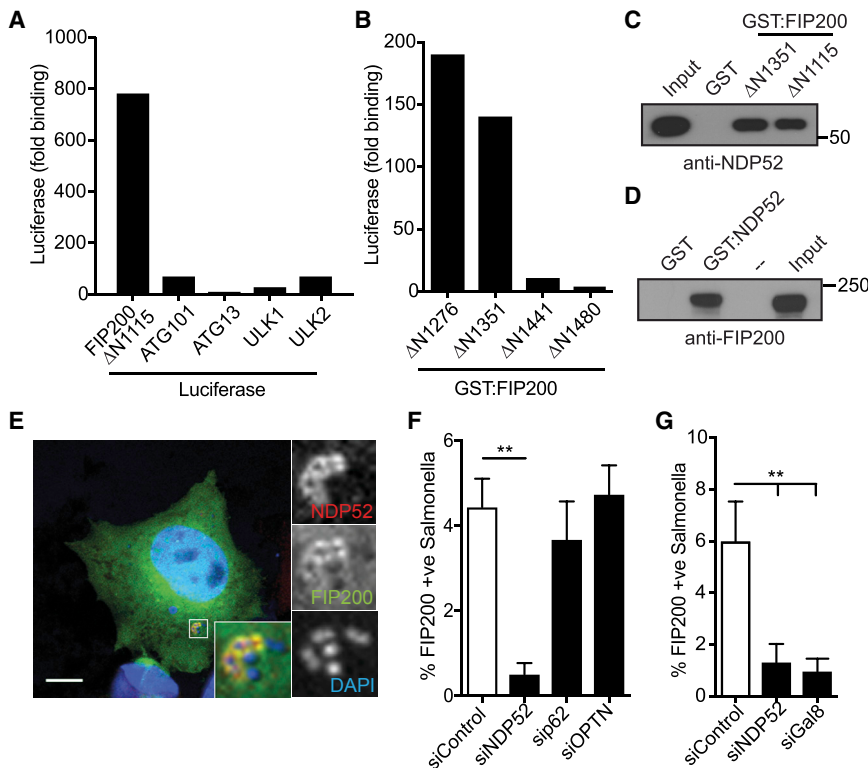 A
Luciferase (fold binding)
1000
800
600
400
200
0
FIP200
ΔN1115
ATG101
ATG13
ULK1
ULK2
Luciferase
B
Luciferase (fold binding)
200
150
100
50
0
ΔN1276
ΔN1351
ΔN1441
ΔN1480
GST:FIP200
C
GST:FIP200
Input
GST
ΔN1351
ΔN1115
50
anti-NDP52
D
GST
GST:NDP52
--
Input
250
anti-FIP200
E
NDP52
FIP200
DAPI
F
% FIP200 +ve Salmonella
6
4
2
0
**
siControl
siNDP52
sip62
siOPTN
G
% FIP200 +ve Salmonella
10
8
6
4
2
0
**
siControl
siNDP52
siGal8